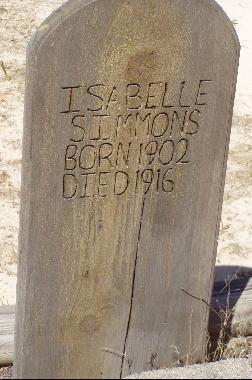 ISABELLE
SIMMONS
BORN 1902
DIED 1916